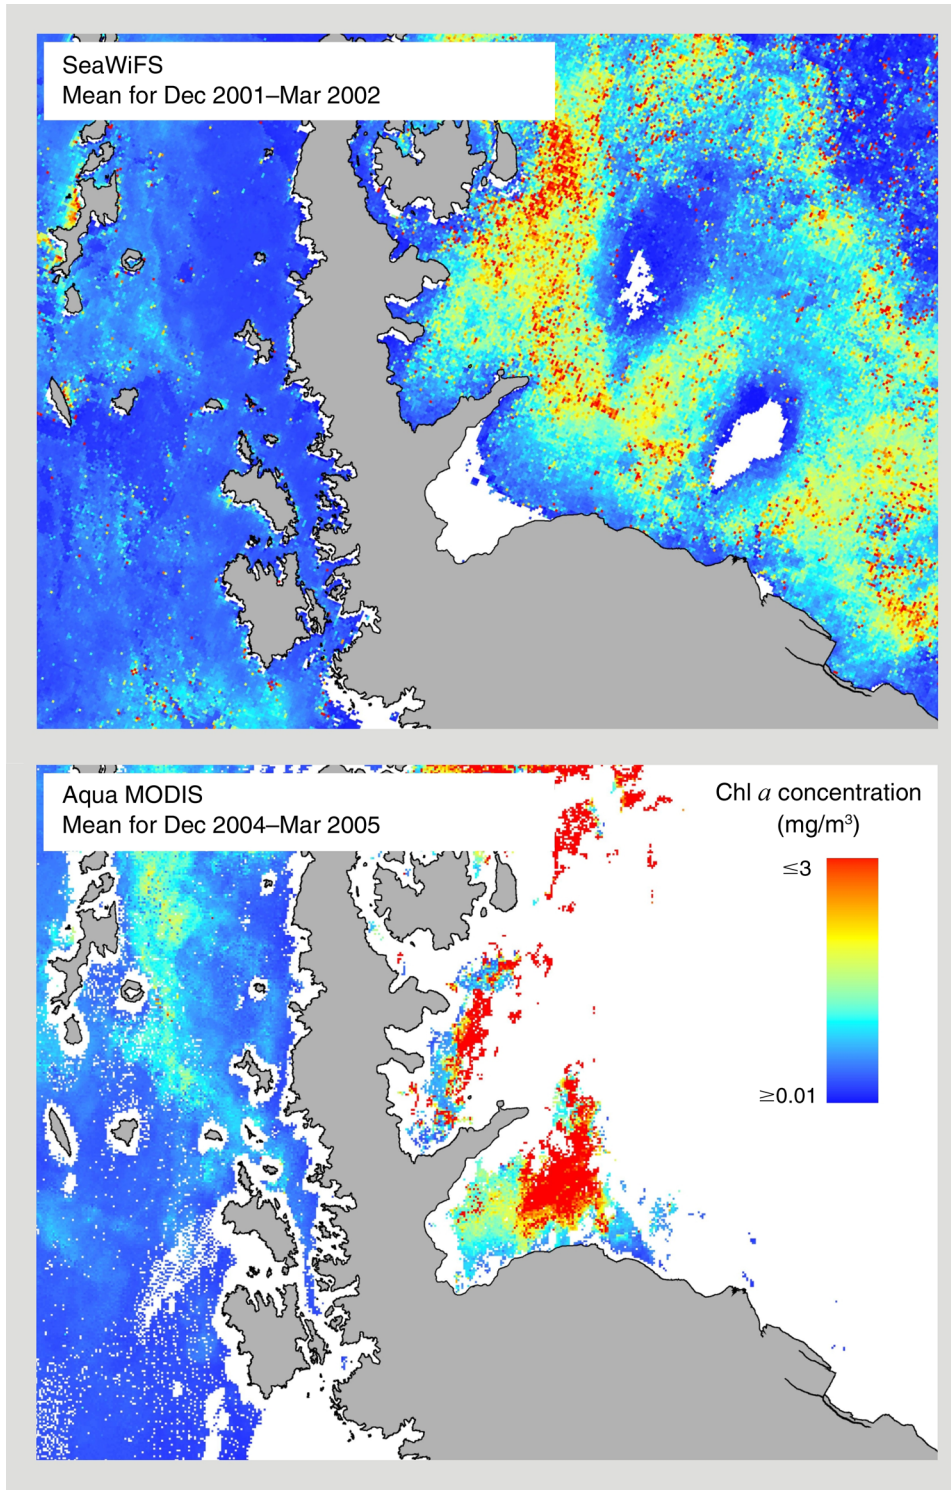 SeaWiFS
Mean for Dec 2001–Mar 2002
Aqua MODIS
Mean for Dec 2004–Mar 2005
Chl a concentration
(mg/m³)
≦3
≧0.01